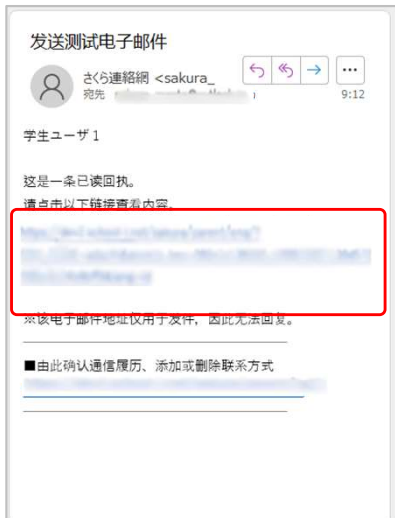 发送测试电子邮件
さくら連絡網 <sakura_
宛先
9:12
学生ユーザ 1
这是一条已读回执。
请点击以下链接查看内容。
※该电子邮件地址仅用于发件，因此无法回复。
■由此确认通信履历、添加或删除联系方式